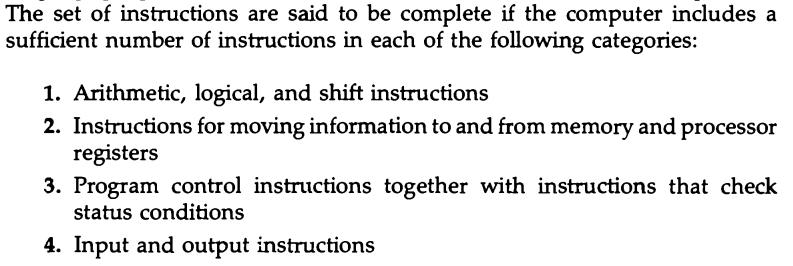 The set of instructions are said to be complete if the computer includes a
sufficient number of instructions in each of the following categories:
1. Arithmetic, logical, and shift instructions
2. Instructions for moving information to and from memory and processor
registers
3. Program control instructions together with instructions that check
status conditions
4. Input and output instructions